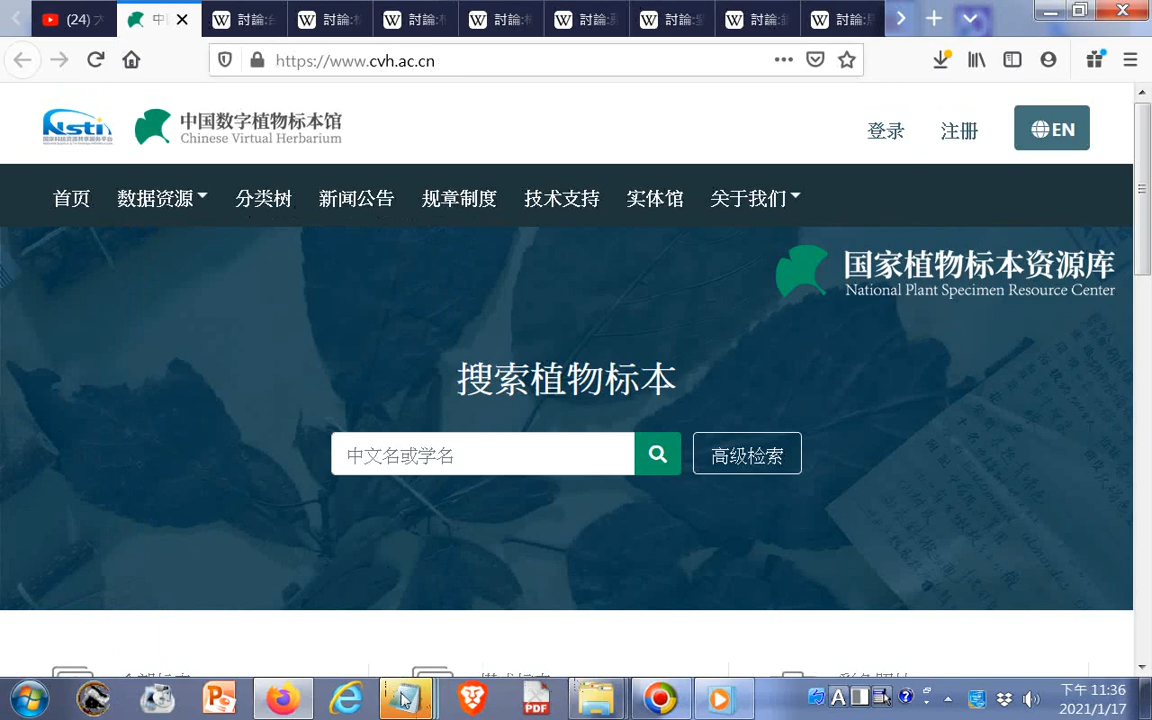 (24)
中
討論:
討論:
討論:
討論:
討論:
討論:
討論:
討論:
https://www.cvh.ac.cn
Nsti
中国数字植物标本馆
Chinese Virtual Herbarium
登录
注册
EN
首页
数据资源
分类树
新闻公告
规章制度
技术支持
实体馆
关于我们
国家植物标本资源库
National Plant Specimen Resource Center
搜索植物标本
中文名或学名
高级检索
PDF
下午 11:36
2021/1/17